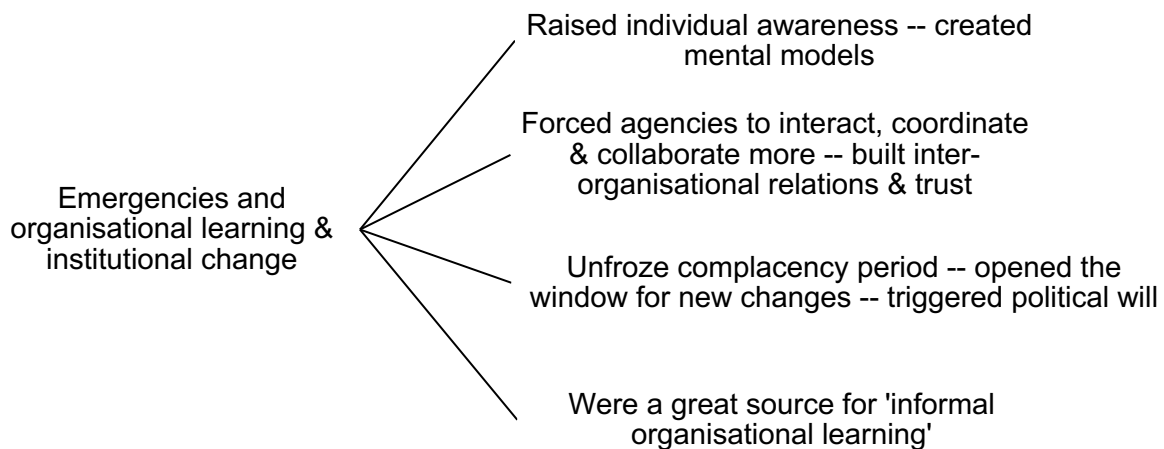 Raised individual awareness -- created
mental models
Forced agencies to interact, coordinate
& collaborate more -- built inter-
organisational relations & trust
Emergencies and
organisational learning &
institutional change
Unfroze complacency period -- opened the
window for new changes -- triggered political will
Were a great source for 'informal
organisational learning'